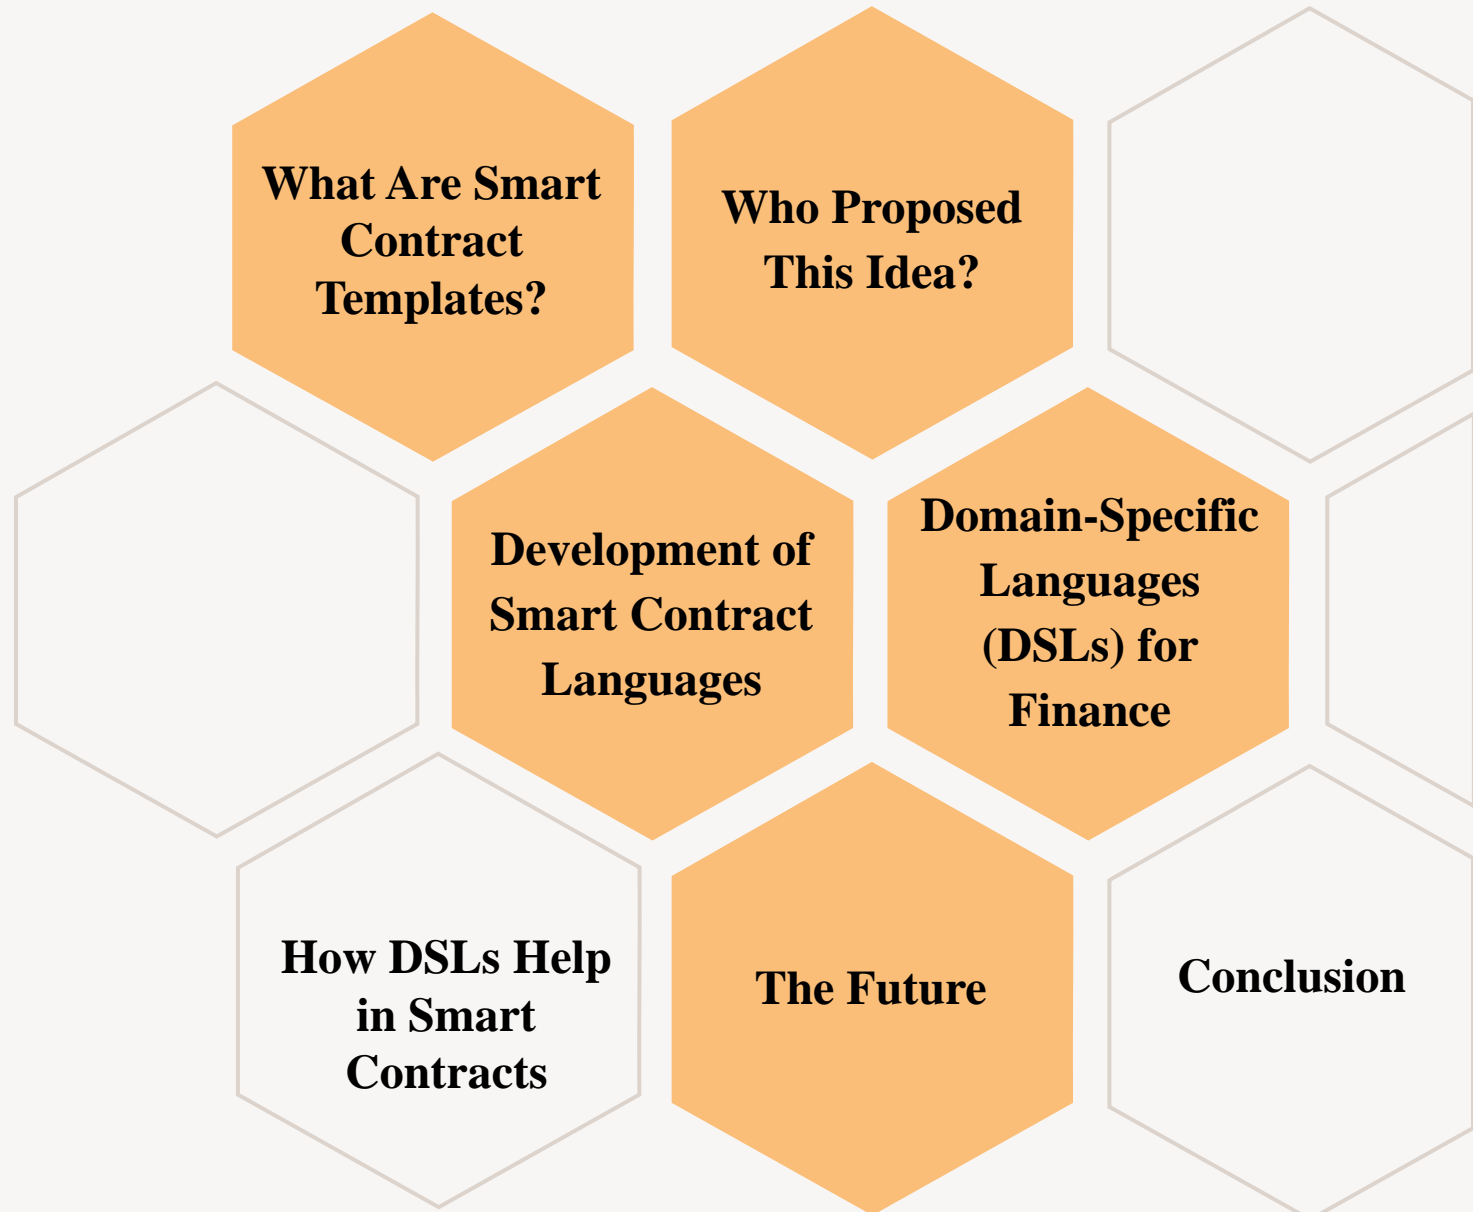 What Are Smart
Contract
Templates?
Who Proposed
This Idea?
Development of
Smart Contract
Languages
Domain-Specific
Languages
(DSLs) for
Finance
How DSLs Help
in Smart
Contracts
The Future
Conclusion